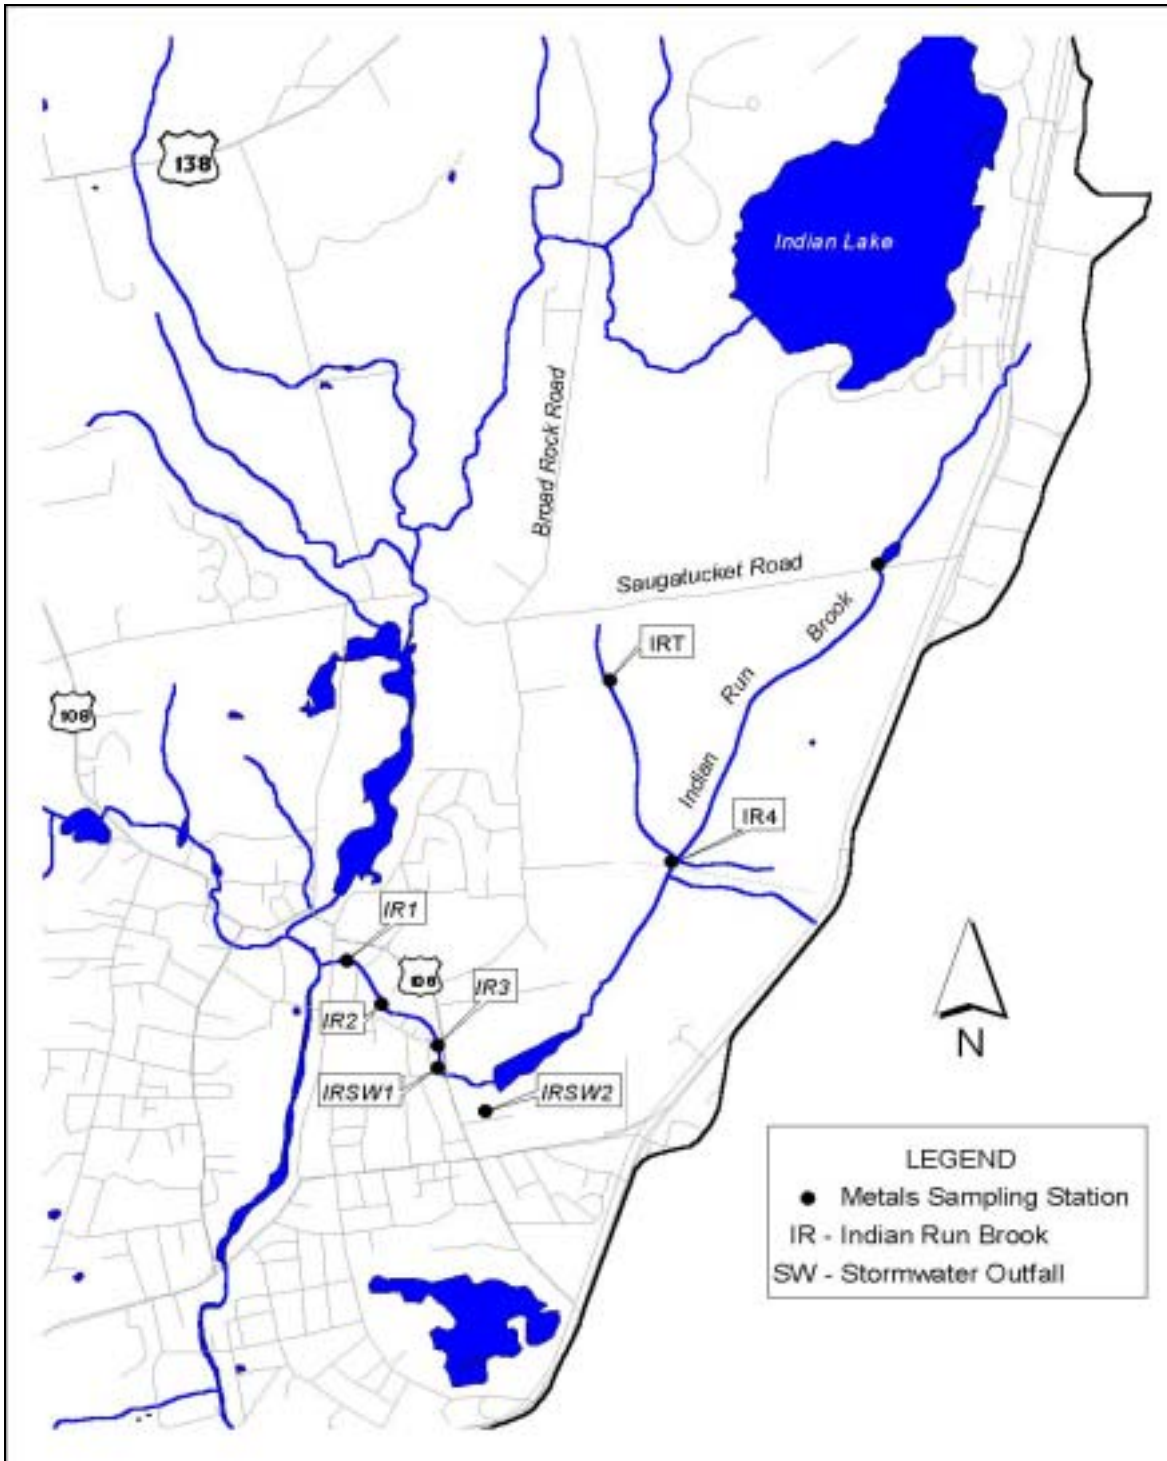 138
Indian Lake
Broad Rock Road
Saugatucket Road
Indian Run Brook
IRT
108
IR4
IR1
108
IR3
IR2
IRSW1
IRSW2
N
LEGEND
Metals Sampling Station
IR - Indian Run Brook
SW - Stormwater Outfall